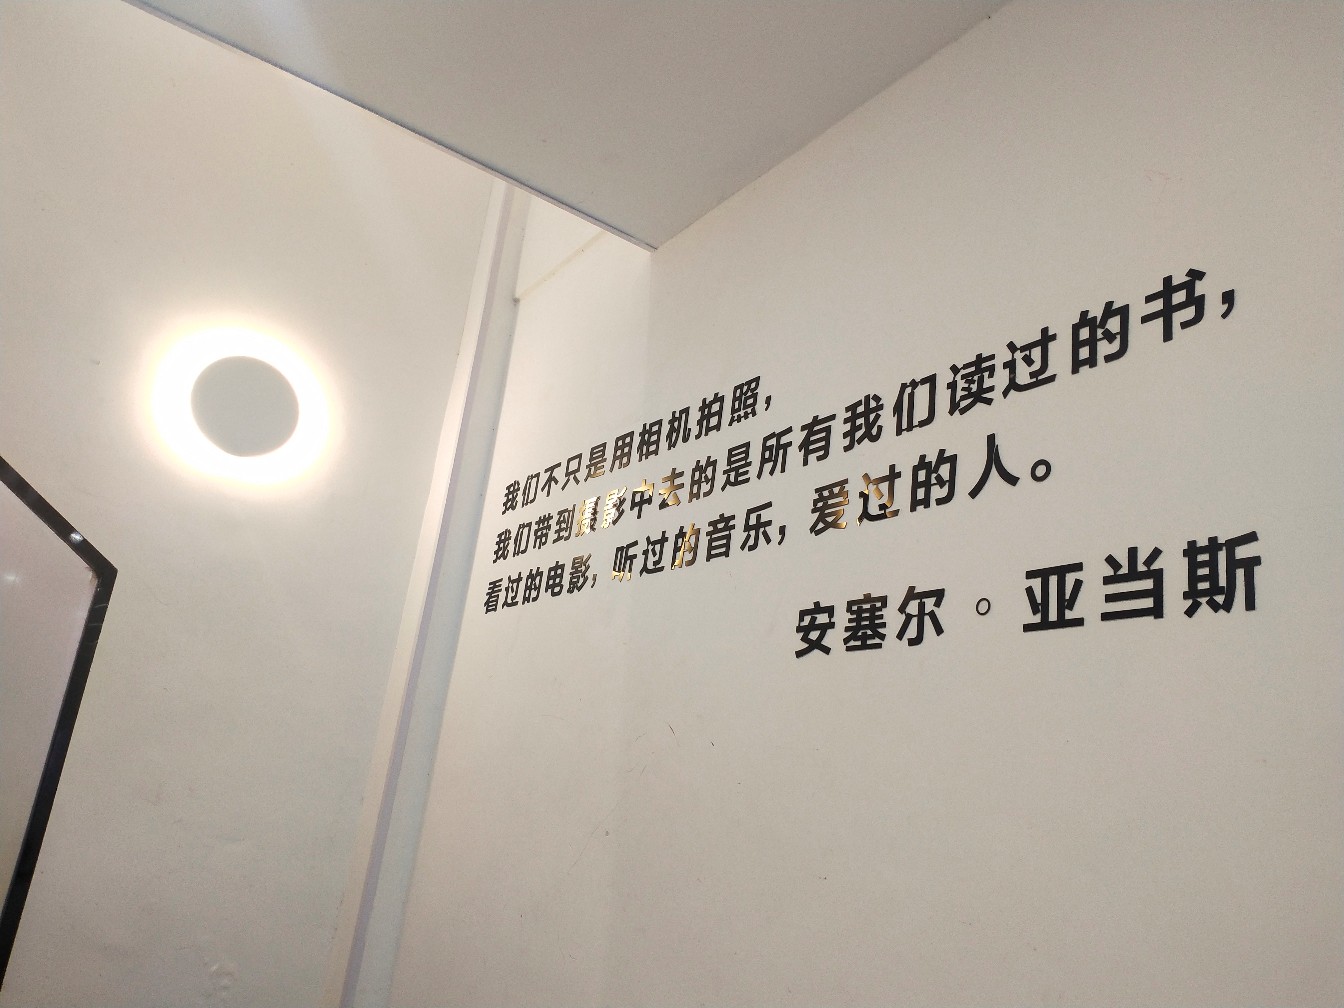 我们不只是用相机拍照，
我们带到摄影中去的是所有我们读过的书，
看过的电影，听过的音乐，爱过的人。
安塞尔。亚当斯